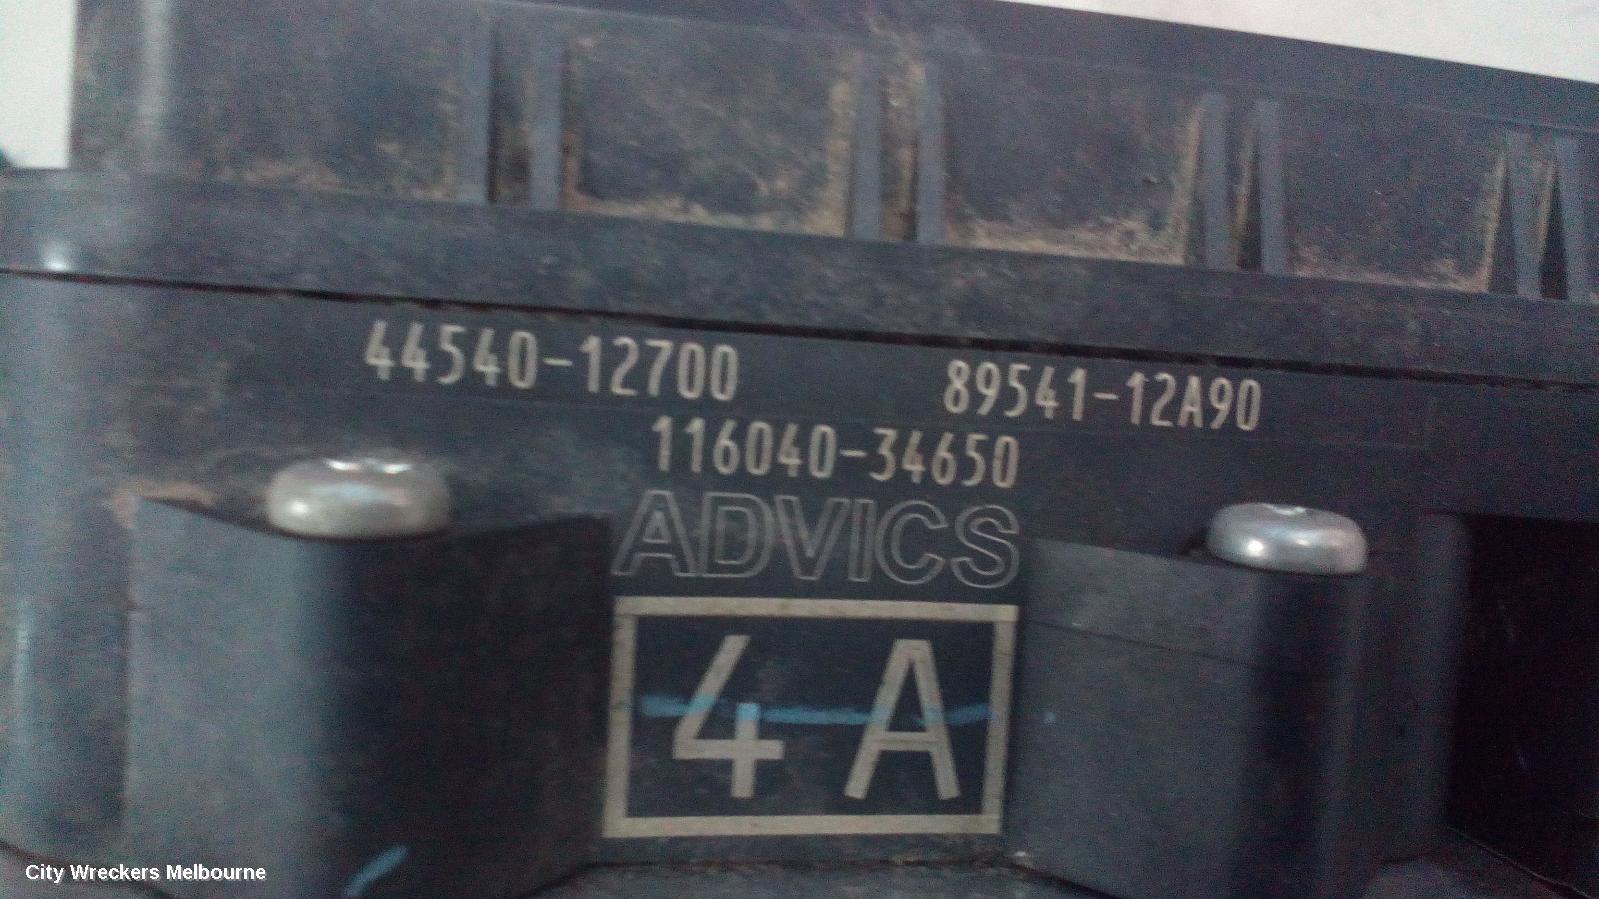 44540-12700 89541-12A90
116040-34650
ADVICS
4 A
City Wreckers Melbourne